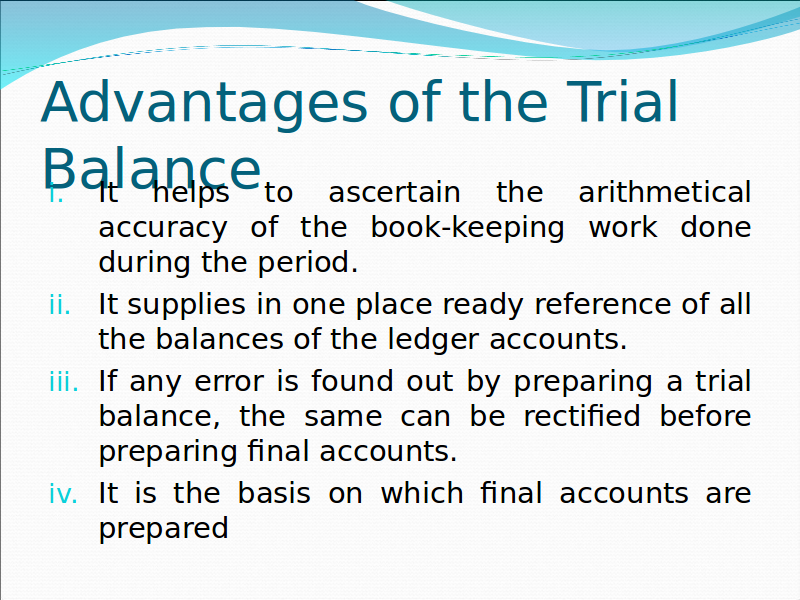 Advantages of the Trial
Balance
i. It helps to ascertain the arithmetical
accuracy of the book-keeping work done
during the period.
ii. It supplies in one place ready reference of all
the balances of the ledger accounts.
iii. If any error is found out by preparing a trial
balance, the same can be rectified before
preparing final accounts.
iv. It is the basis on which final accounts are
prepared